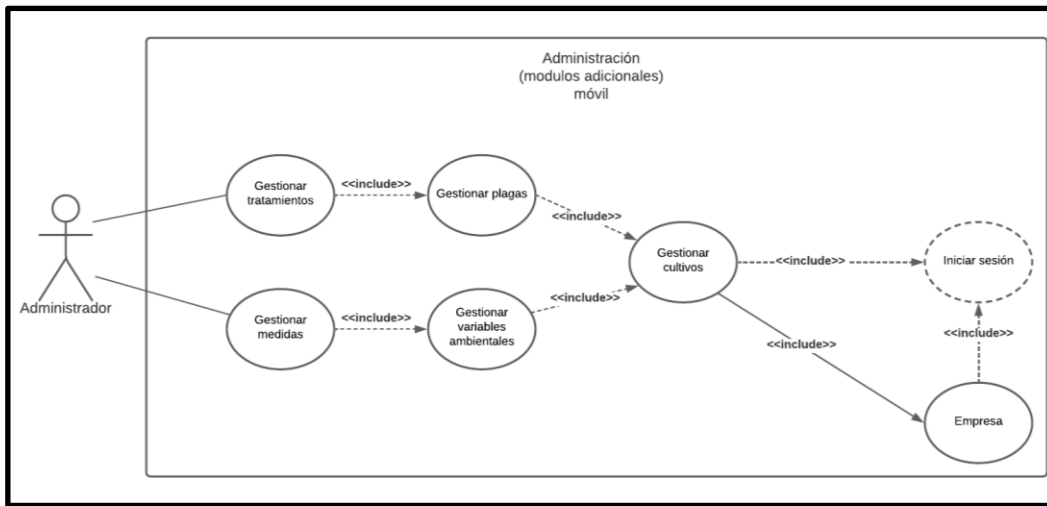 Administración
(modulos adicionales)
móvil
Gestionar
tratamientos
<<include>>
Gestionar plagas
<<include>>
Gestionar
cultivos
<<include>>
Iniciar sesión
Administrador
Gestionar
medidas
<<include>>
Gestionar
variables
ambientales
<<include>>
<<include>>
<<include>>
Empresa